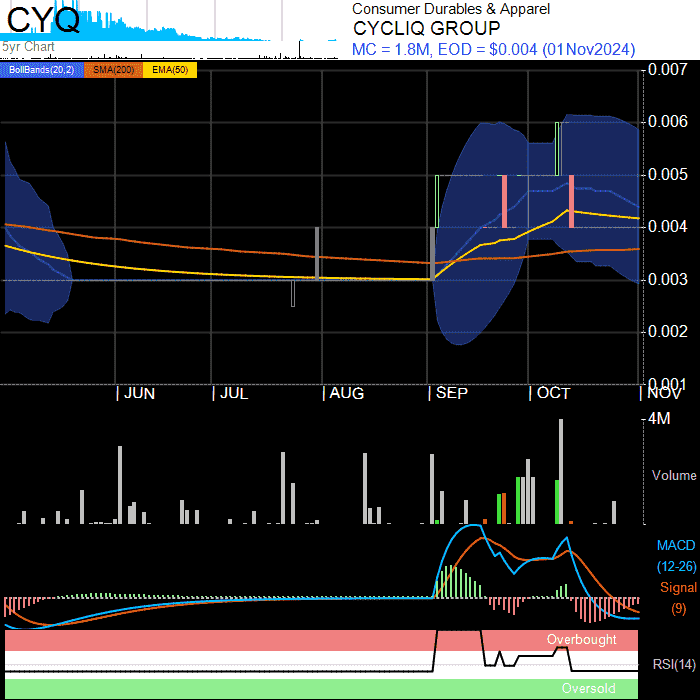 CYQ
5yr Chart
Consumer Durables & Apparel
CYCLIQ GROUP
MC = 1.8M, EOD = $0.004 (01Nov2024)
BollBands(20,2) SMA(200) EMA(50)
0.007
0.006
0.005
0.004
0.003
0.002
0.001
JUN JUL AUG SEP OCT NOV
4M
Volume
MACD
(12-26)
Signal
(9)
Overbought
RSI(14)
Oversold